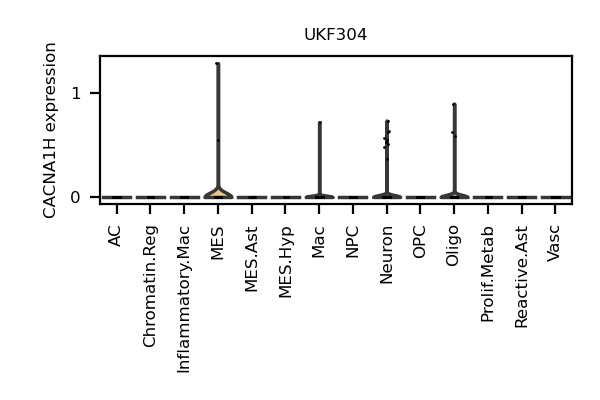 UKF304
CACNA1H expression
1
0
AC
Chromatin.Reg
Inflammatory.Mac
MES
MES.Ast
MES.Hyp
Mac
NPC
Neuron
OPC
Oligo
Prolif.Metab
Reactive.Ast
Vasc